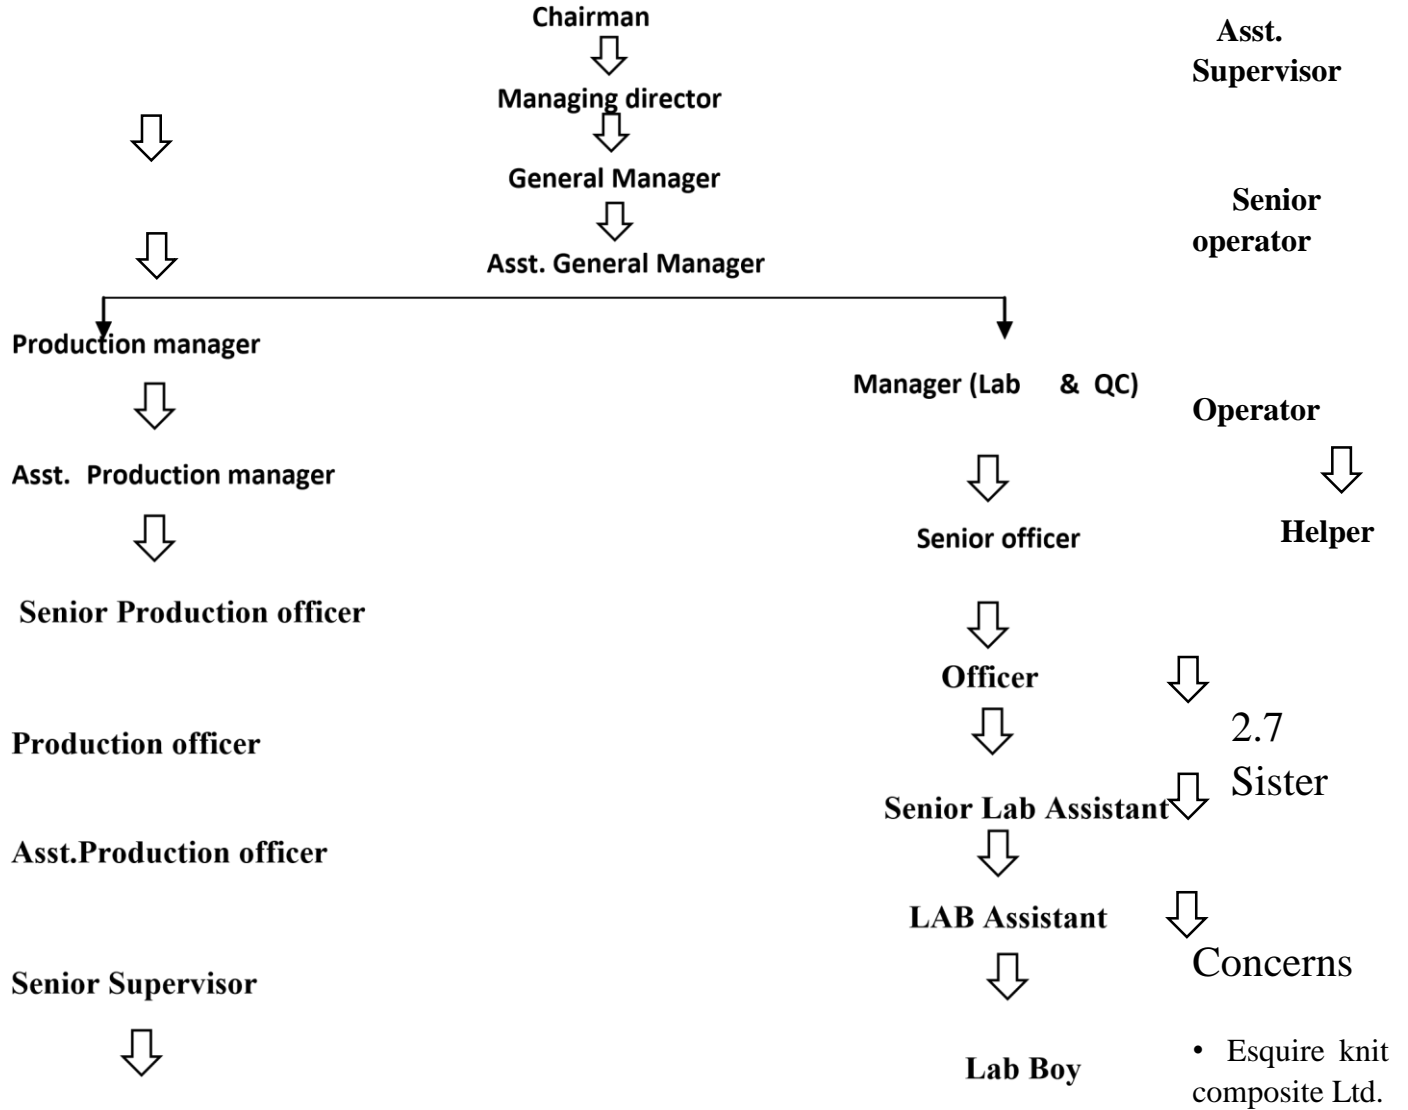 Chairman
Managing director
General Manager
Asst. General Manager
Production manager
Asst. Production manager
Senior Production officer
Production officer
Asst.Production officer
Senior Supervisor
Manager (Lab & QC)
Senior officer
Officer
Senior Lab Assistant
LAB Assistant
Lab Boy
Asst.
Supervisor
Senior
operator
Operator
Helper
2.7
Sister
Concerns
• Esquire knit
composite Ltd.